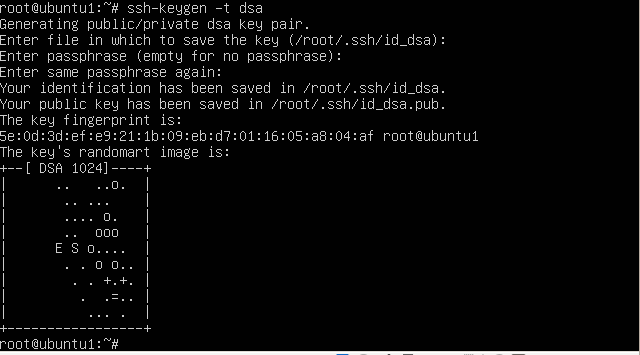 root@ubuntu1:~# ssh-keygen -t dsa
Generating public/private dsa key pair.
Enter file in which to save the key (/root/.ssh/id_dsa):
Enter passphrase (empty for no passphrase):
Enter same passphrase again:
Your identification has been saved in /root/.ssh/id_dsa.
Your public key has been saved in /root/.ssh/id_dsa.pub.
The key fingerprint is:
5e:0d:3d:ef:e9:21:1b:09:eb:d7:01:16:05:a8:04:af root@ubuntu1
The key's randomart image is:
+--[ DSA 1024]----+
|      ..   ..o.  |
|       .. ...    |
|       .... o.   |
|       ..  ooo   |
|      E S o....  |
|       . . o o.. |
|        . . +.+. |
|         .  .=.. |
|          ... .  |
+-----------------+
root@ubuntu1:~#